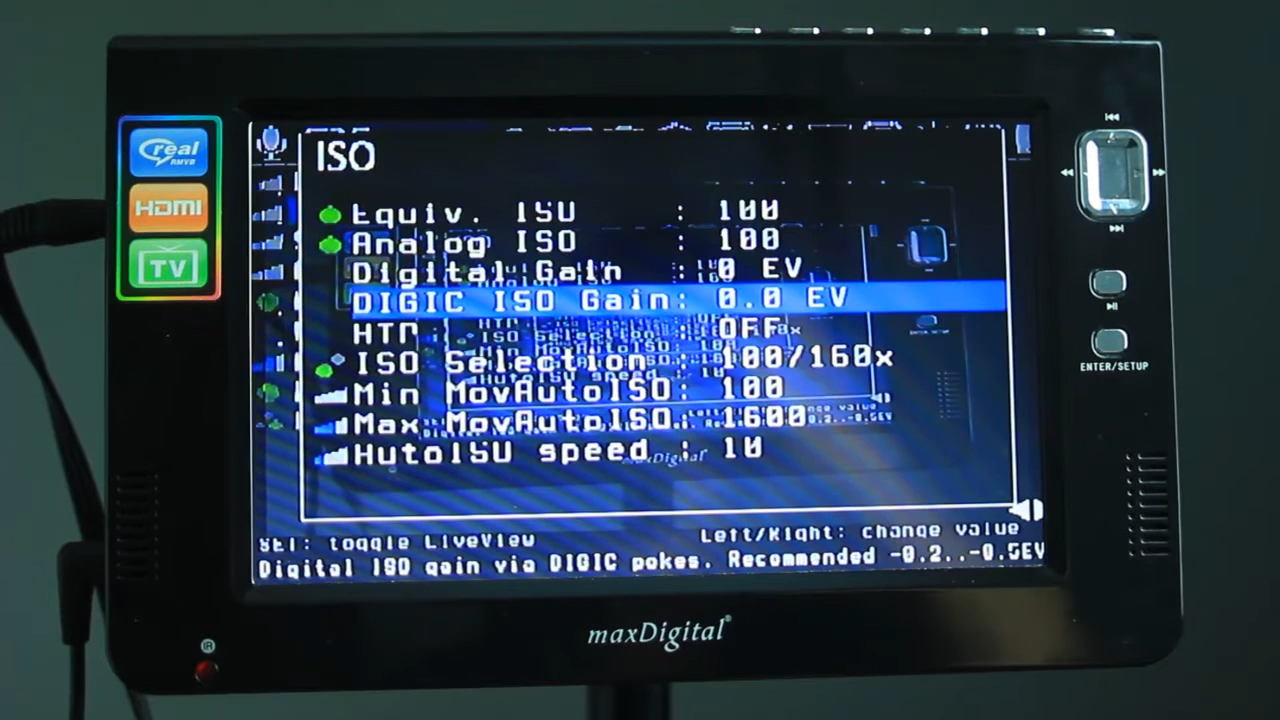 real
RMVB
HDMI
TV
ISO
Equiv. ISO : 100
Analog ISO : 100
Digital Gain : 0 EV
DIGIC ISO Gain: 0.0 EV
HTP : OFF
ISO Selection : 100/160x
Min MovAutoISO: 100
Max MovAutoISO: 1600
AutoISO speed : 10
SET: toggle LiveView
Left/Right: change value
Digital ISO gain via DIGIC pokes. Recommended -0.2..-0.5EV
ENTER/SETUP
maxDigital®
IR